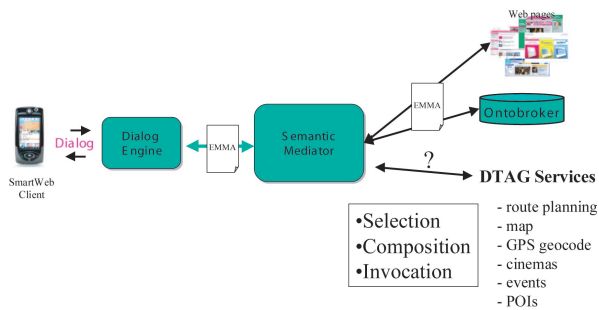 Web pages
EMMA
Ontobroker
Dialog
Dialog
Engine
EMMA
Semantic
Mediator
SmartWeb
Client
?
DTAG Services
•Selection
•Composition
•Invocation
- route planning
- map
- GPS geocode
- cinemas
- events
- POIs